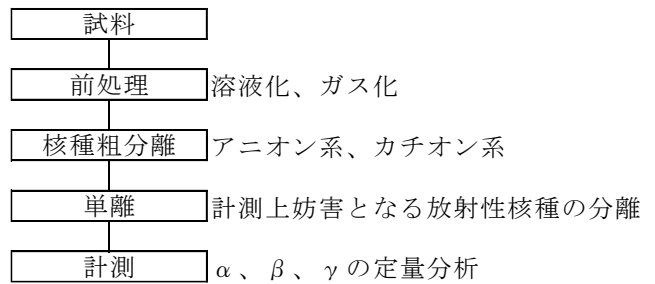 試料
前処理 溶液化、ガス化
核種粗分離 アニオン系、カチオン系
単離 計測上妨害となる放射性核種の分離
計測 α、β、γの定量分析